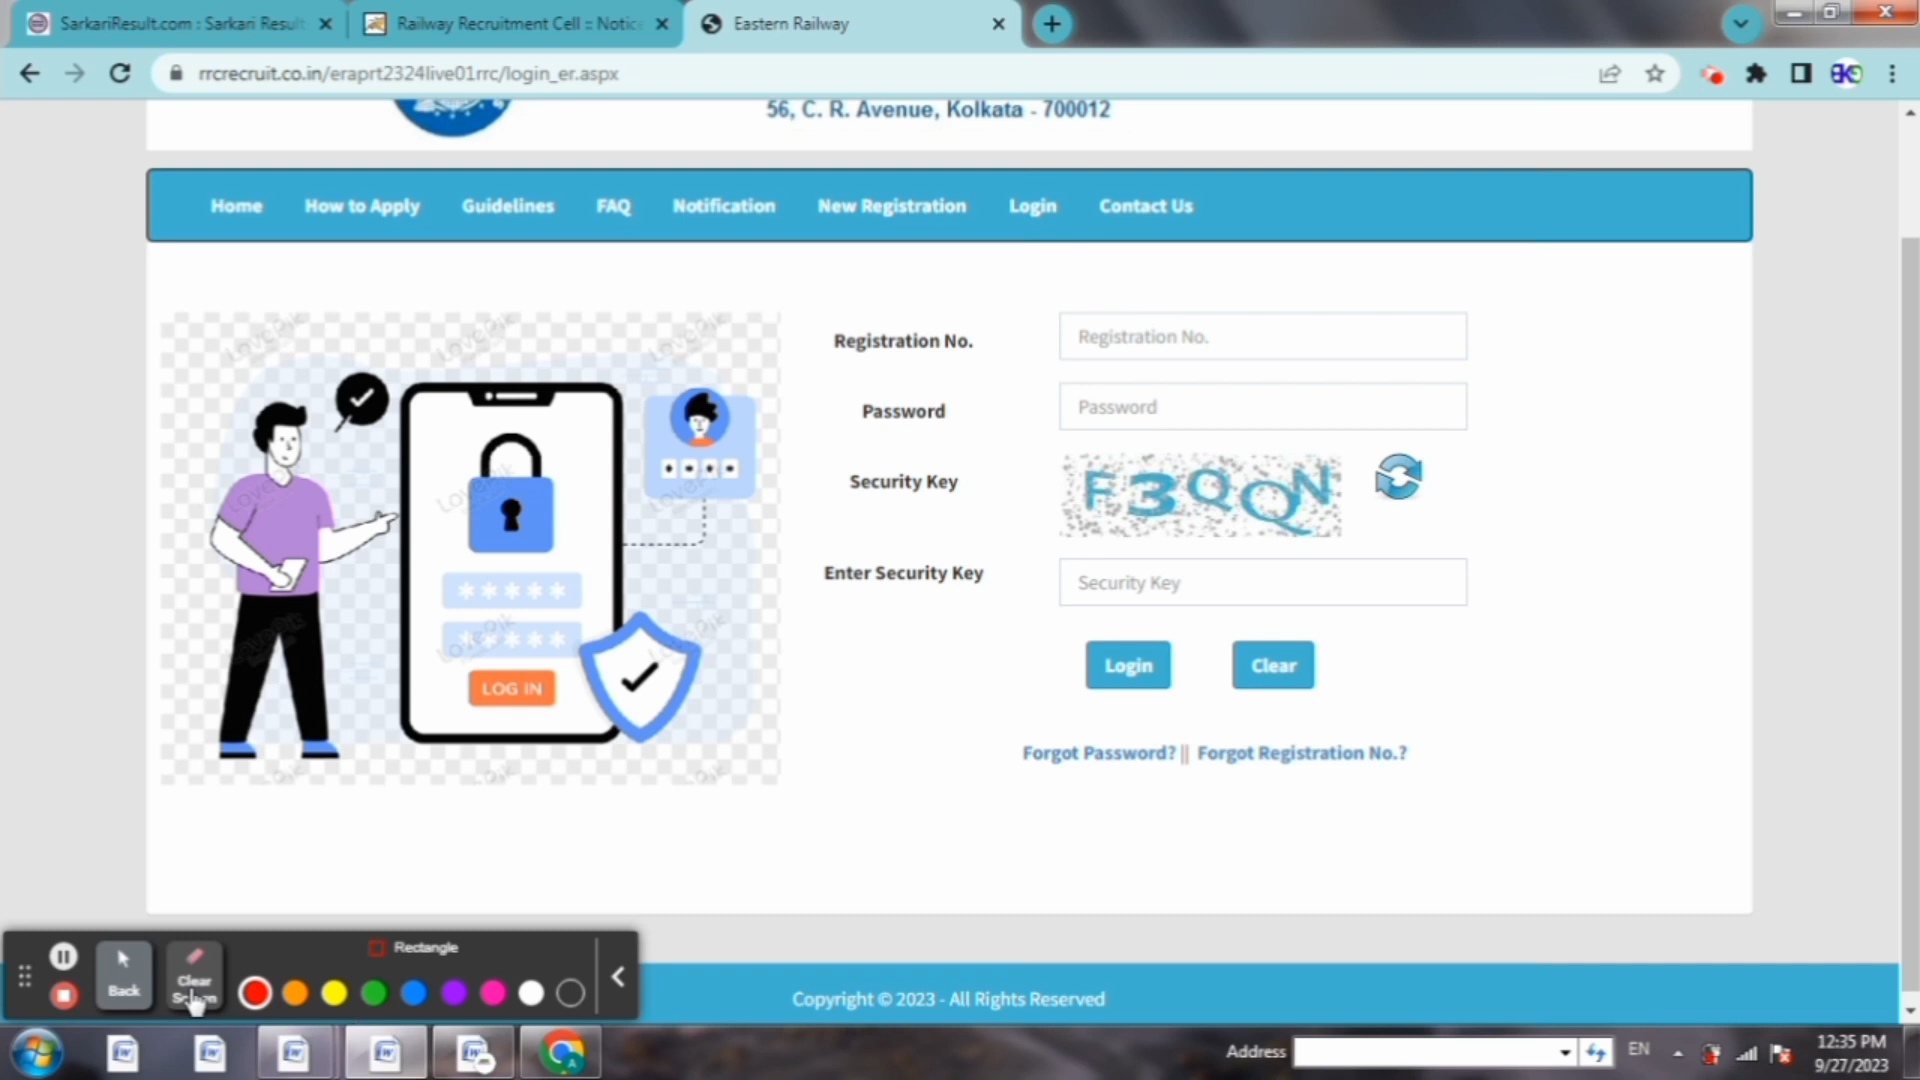 SarkariResult.com : Sarkari Result
Railway Recruitment Cell :: Notice
Eastern Railway
rrcrecruit.co.in/eraprt2324live01rrc/login_er.aspx
56, C. R. Avenue, Kolkata - 700012
Home How to Apply Guidelines FAQ Notification New Registration Login Contact Us
Registration No. Registration No.
Password Password
Security Key F3QQN
Enter Security Key Security Key
Login Clear
Forgot Password? || Forgot Registration No.?
LovePik
*****
*****
LOG IN
Rectangle
Back
Clear
Screen
Copyright © 2023 - All Rights Reserved
Address
EN
12:35 PM
9/27/2023